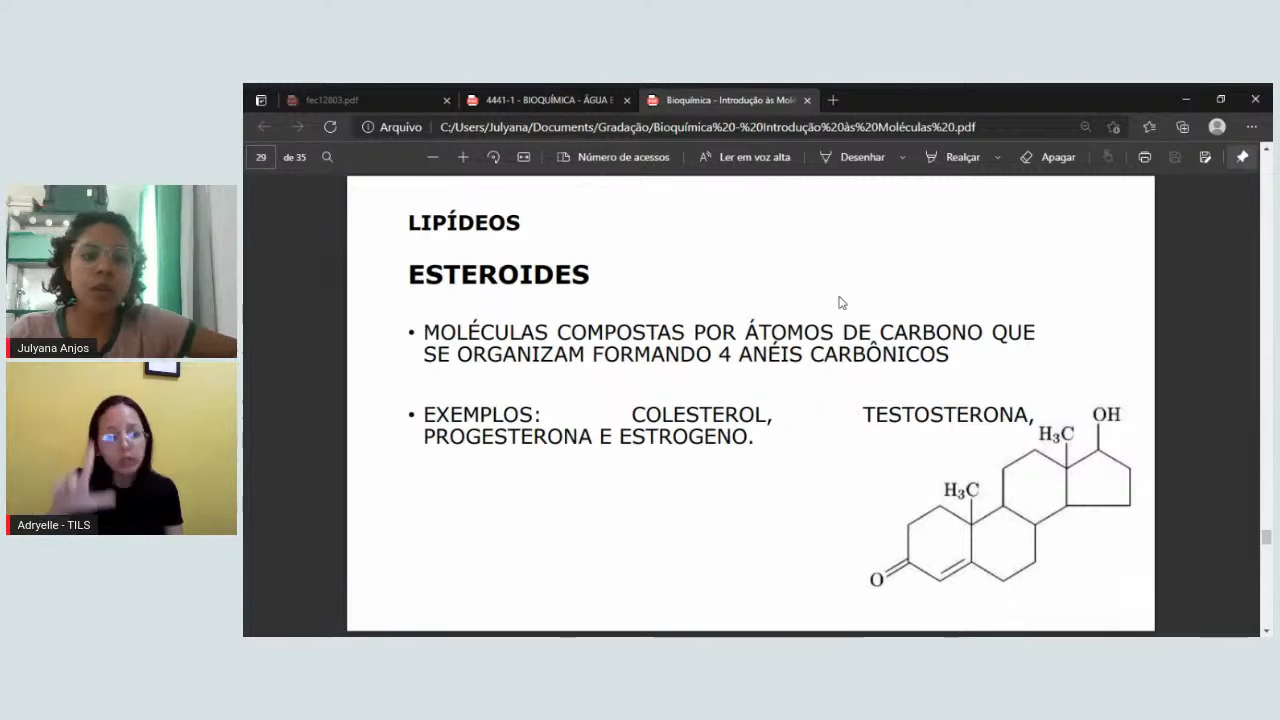 fec12803.pdf
4441-1 - BIOQUÍMICA - ÁGUA E
Bioquímica - Introdução às Mol
Arquivo
C:/Users/Julyana/Documents/Gradação/Bioquímica%20-%20Introdução%20às%20Moléculas%20.pdf
29 de 35
Número de acessos
Ler em voz alta
Desenhar
Realçar
Apagar
LIPÍDEOS
ESTEROIDES
• MOLÉCULAS COMPOSTAS POR ÁTOMOS DE CARBONO QUE
SE ORGANIZAM FORMANDO 4 ANÉIS CARBÔNICOS
• EXEMPLOS: COLESTEROL, TESTOSTERONA,
PROGESTERONA E ESTROGENO.
OH
H₃C
H₃C
O
Julyana Anjos
Adryelle - TILS